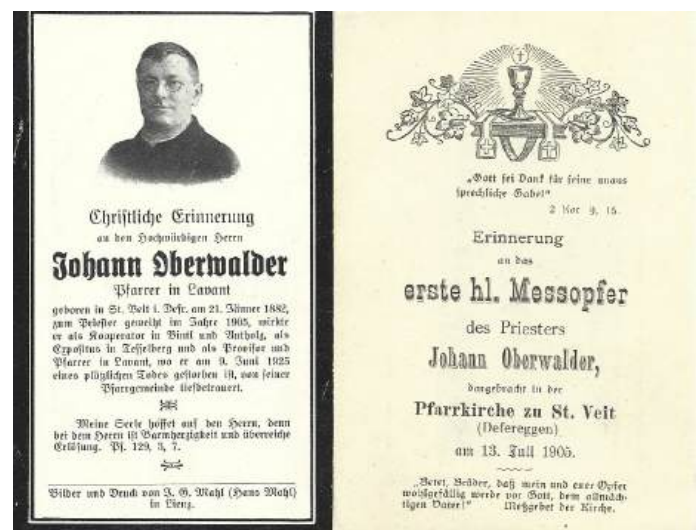 Christliche Erinnerung
an den Hochwürdigen Herrn
Johann Oberwalder
Pfarrer in Lavant
geboren in St. Veit i. Defr. am 21. Jänner 1882,
zum Priester geweiht im Jahre 1905, wirkte
er als Kooperator in Vintl und Antholz, als
Expositus in Tesselberg und als Provisor und
Pfarrer in Lavant, wo er am 9. Juni 1925
eines plötzlichen Todes gestorben ist, von seiner
Pfarrgemeinde tiefbetrauert.
Meine Seele hoffet auf den Herrn, denn
bei dem Herrn ist Barmherzigkeit und überreiche
Erlösung. Ps. 129, 3, 7.
Bilder und Druck von J. G. Mahl (Hans Mahl)
in Lienz.
„Gott sei Dank für seine unaus
sprechliche Gabe!"
2 Kor 9, 15.
Erinnerung
an das
erste hl. Messopfer
des Priesters
Johann Oberwalder,
dargebracht in der
Pfarrkirche zu St. Veit
(Defereggen)
am 13. Juli 1905.
„Betet, Brüder, daß mein und euer Opfer
wohlgefällig werde vor Gott, dem allmäch-
tigen Vater!" Meßgebet der Kirche.